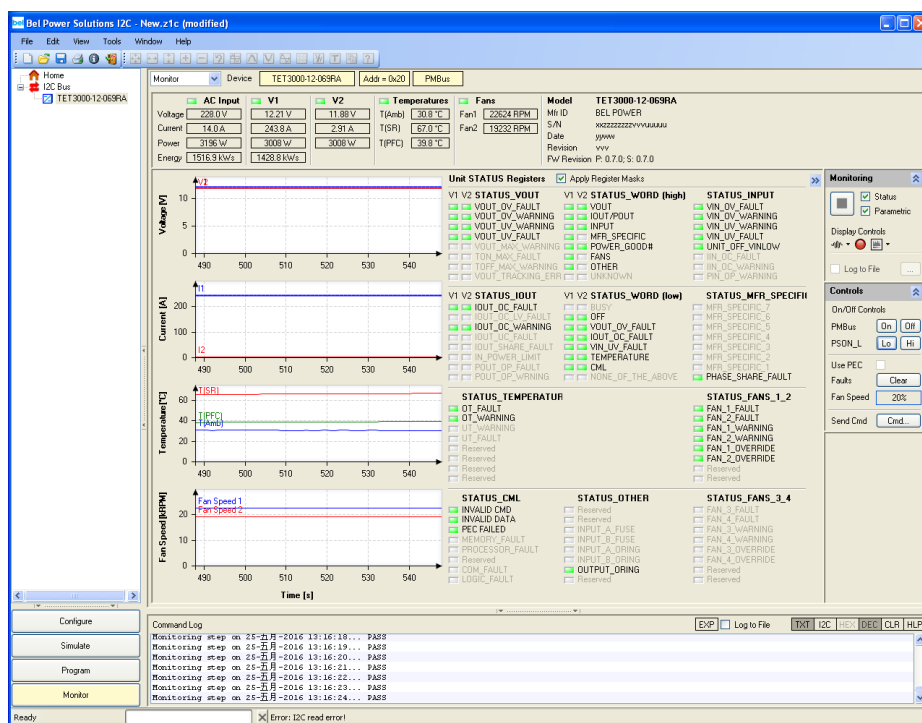 Bel Power Solutions I2C - New.z1c (modified)
File Edit View Tools Window Help
Home
I2C Bus
TET3000-12-069RA
Monitor Device TET3000-12-069RA Addr = 0x20 PMBus
AC Input V1 V2 Temperatures Fans Model TET3000-12-069RA
Voltage 228.0 V 12.21 V 11.88 V T(Amb) 30.8 °C Fan1 22624 RPM Mfr ID BEL POWER
Current 14.0 A 243.8 A 2.91 A T(SR) 67.0 °C Fan2 19232 RPM S/N
Power 3196 W 3008 W 3008 W T(PFC) 39.8 °C Date yyww
Energy 1516.9 kWs 1428.8 kWs Revision vvv
FW Revision P: 0.7.0; S: 0.7.0
Unit STATUS Registers Apply Register Masks
V1 V2 STATUS_VOUT V1 V2 STATUS_WORD (high) STATUS_INPUT
VOUT_OV_FAULT VOUT VIN_OV_FAULT
VOUT_OV_WARNING IOUT/POUT VIN_OV_WARNING
VOUT_UV_WARNING INPUT VIN_UV_WARNING
VOUT_UV_FAULT MFR_SPECIFIC VIN_UV_FAULT
VOUT_MAX_WARNING POWER_GOOD# UNIT_OFF_VINLOW
TON_MAX_FAULT FANS IIN_OC_FAULT
TOFF_MAX_WARNING OTHER IIN_OC_WARNING
VOUT_TRACKING_ERR UNKNOWN PIN_OP_WARNING
Voltage [V]
10
5
0
490 500 510 520 530 540
V1 V2 STATUS_IOUT V1 V2 STATUS_WORD (low) STATUS_MFR_SPECIFI
IOUT_OC_FAULT BUSY MFR_SPECIFIC_7
IOUT_OC_LV_FAULT OFF MFR_SPECIFIC_6
IOUT_OC_WARNING VOUT_OV_FAULT MFR_SPECIFIC_5
IOUT_UC_FAULT IOUT_OC_FAULT MFR_SPECIFIC_4
IOUT_SHARE_FAULT VIN_UV_FAULT MFR_SPECIFIC_3
IN_POWER_LIMIT TEMPERATURE MFR_SPECIFIC_2
POUT_OP_FAULT CML MFR_SPECIFIC_1
POUT_OP_WRNING NONE_OF_THE_ABOVE PHASE_SHARE_FAULT
Current [A]
I1
200
100
0
I2
490 500 510 520 530 540
STATUS_TEMPERATUR STATUS_FANS_1_2
OT_FAULT FAN_1_FAULT
OT_WARNING FAN_2_FAULT
UT_WARNING FAN_1_WARNING
UT_FAULT FAN_2_WARNING
Reserved FAN_1_OVERRIDE
Reserved FAN_2_OVERRIDE
Reserved Reserved
Reserved Reserved
Temperature [°C]
T(SR)
60
T(PFC)
40
T(Amb)
20
0
490 500 510 520 530 540
STATUS_CML STATUS_OTHER STATUS_FANS_3_4
INVALID CMD Reserved FAN_3_FAULT
INVALID DATA Reserved FAN_4_FAULT
PEC FAILED INPUT_A_FUSE FAN_3_WARNING
MEMORY_FAULT INPUT_B_FUSE FAN_4_WARNING
PROCESSOR_FAULT INPUT_A_ORING FAN_3_OVERRIDE
Reserved INPUT_B_ORING FAN_4_OVERRIDE
COM_FAULT OUTPUT_ORING Reserved
LOGIC_FAULT Reserved Reserved
Fan Speed [kRPM]
Fan Speed 1
Fan Speed 2
20
10
0
490 500 510 520 530 540
Time [s]
Monitoring
Status
Parametric
Display Controls
Log to File ...
Controls
On/Off Controls
PMBus On Off
PSON_L Lo Hi
Use PEC
Faults Clear
Fan Speed 20%
Send Cmd Cmd...
Configure
Simulate
Program
Monitor
Command Log EXP Log to File TXT I2C HEX DEC CLR HLP
Monitoring step on 25-五月-2016 13:16:18... PASS
Monitoring step on 25-五月-2016 13:16:19... PASS
Monitoring step on 25-五月-2016 13:16:20... PASS
Monitoring step on 25-五月-2016 13:16:21... PASS
Monitoring step on 25-五月-2016 13:16:22... PASS
Monitoring step on 25-五月-2016 13:16:23... PASS
Monitoring step on 25-五月-2016 13:16:24... PASS
Ready Error: I2C read error!